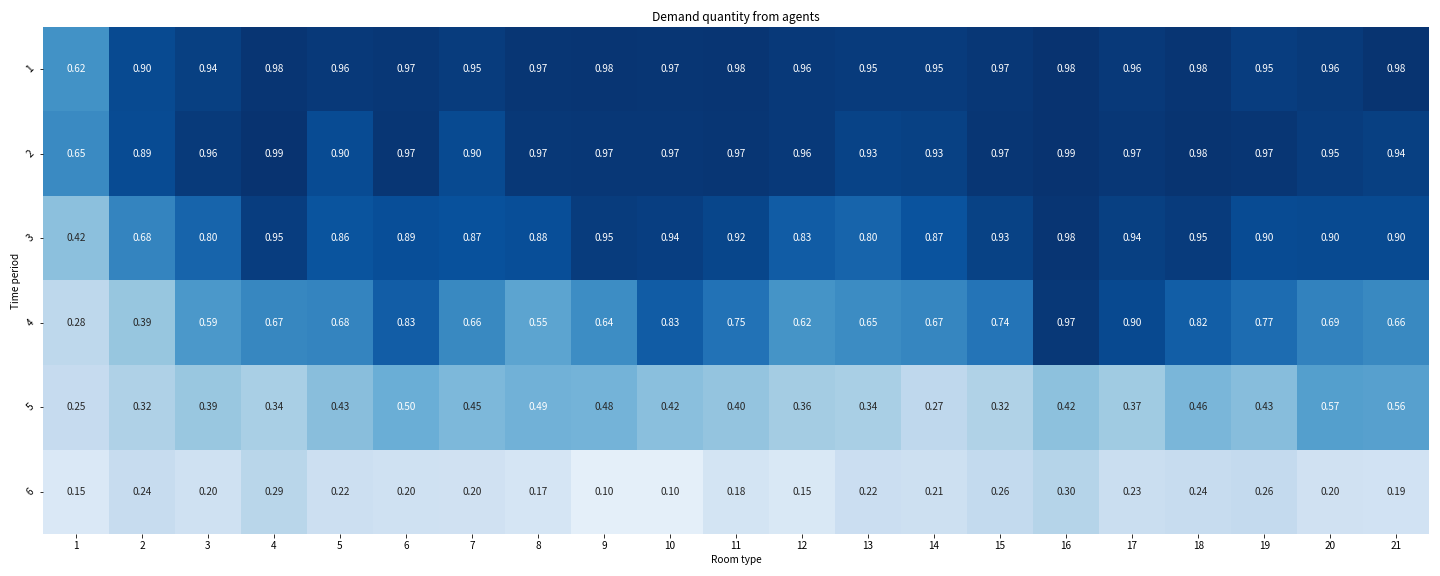 Demand quantity from agents
1 0.62 0.90 0.94 0.98 0.96 0.97 0.95 0.97 0.98 0.97 0.98 0.96 0.95 0.95 0.97 0.98 0.96 0.98 0.95 0.96 0.98
2 0.65 0.89 0.96 0.99 0.90 0.97 0.90 0.97 0.97 0.97 0.97 0.96 0.93 0.93 0.97 0.99 0.97 0.98 0.97 0.95 0.94
3 0.42 0.68 0.80 0.95 0.86 0.89 0.87 0.88 0.95 0.94 0.92 0.83 0.80 0.87 0.93 0.98 0.94 0.95 0.90 0.90 0.90
Time period
4 0.28 0.39 0.59 0.67 0.68 0.83 0.66 0.55 0.64 0.83 0.75 0.62 0.65 0.67 0.74 0.97 0.90 0.82 0.77 0.69 0.66
5 0.25 0.32 0.39 0.34 0.43 0.50 0.45 0.49 0.48 0.42 0.40 0.36 0.34 0.27 0.32 0.42 0.37 0.46 0.43 0.57 0.56
6 0.15 0.24 0.20 0.29 0.22 0.20 0.20 0.17 0.10 0.10 0.18 0.15 0.22 0.21 0.26 0.30 0.23 0.24 0.26 0.20 0.19
1 2 3 4 5 6 7 8 9 10 11 12 13 14 15 16 17 18 19 20 21
Room type